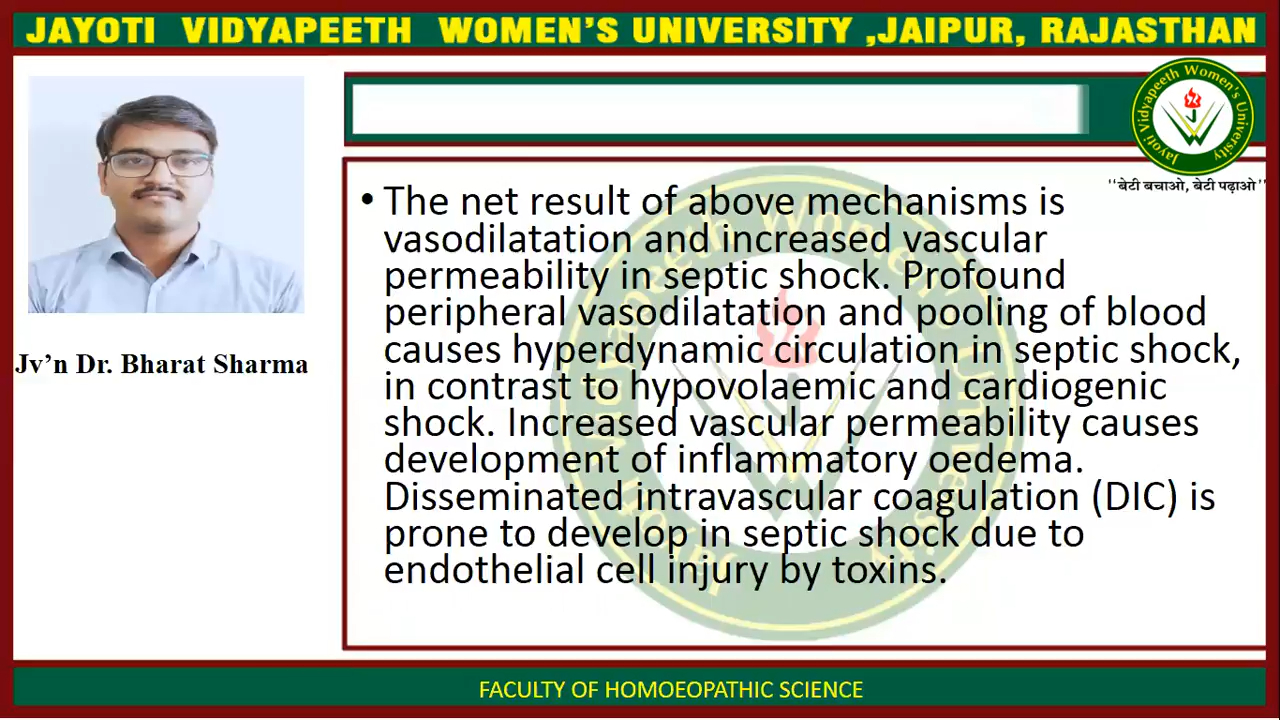 JAYOTI VIDYAPEETH WOMEN'S UNIVERSITY ,JAIPUR, RAJASTHAN
Jayoti Vidyapeeth Women's University
"बेटी बचाओ, बेटी पढ़ाओ"
Jv'n Dr. Bharat Sharma
• The net result of above mechanisms is
vasodilatation and increased vascular
permeability in septic shock. Profound
peripheral vasodilatation and pooling of blood
causes hyperdynamic circulation in septic shock,
in contrast to hypovolaemic and cardiogenic
shock. Increased vascular permeability causes
development of inflammatory oedema.
Disseminated intravascular coagulation (DIC) is
prone to develop in septic shock due to
endothelial cell injury by toxins.
FACULTY OF HOMOEOPATHIC SCIENCE